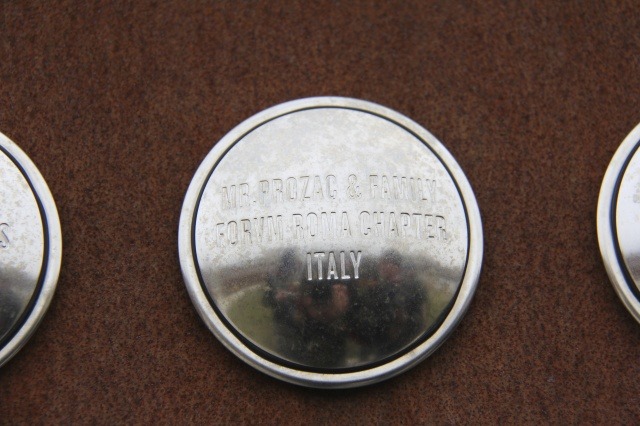 S
MR. PROZAC & FAMILY
FORVM ROMA CHAPTER
ITALY